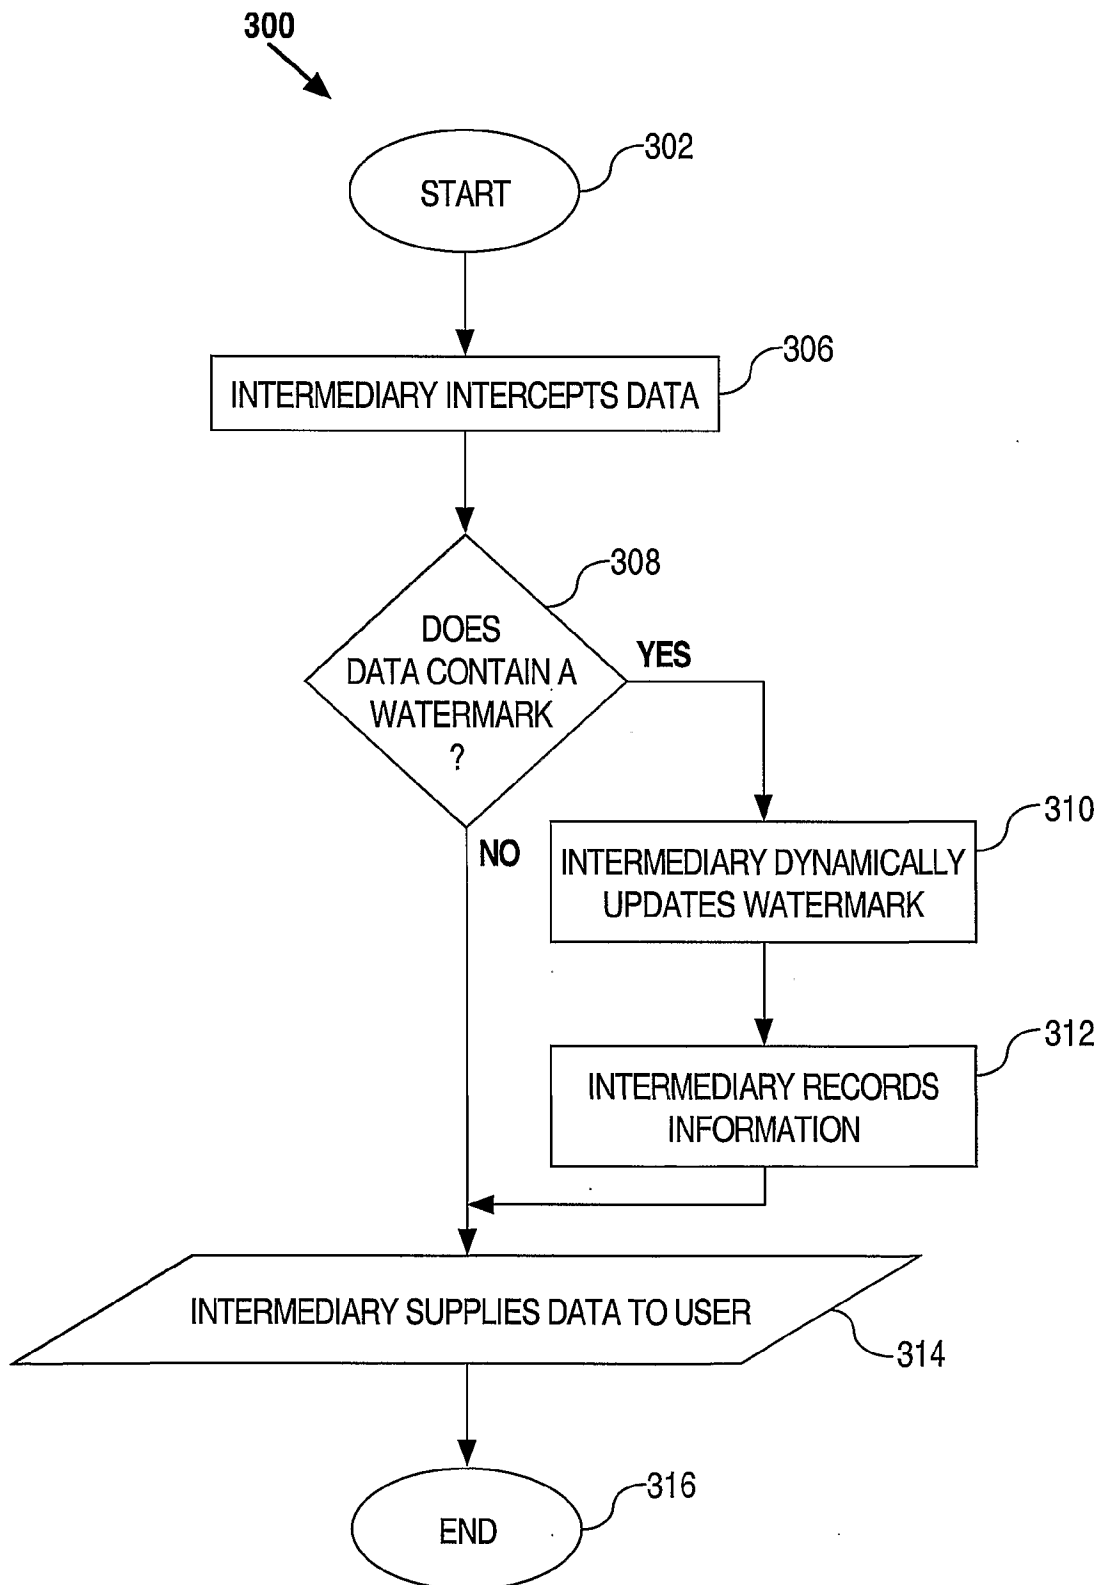 300
START
302
INTERMEDIARY INTERCEPTS DATA
306
308
DOES
DATA CONTAIN A
WATERMARK
?
YES
NO
310
INTERMEDIARY DYNAMICALLY
UPDATES WATERMARK
312
INTERMEDIARY RECORDS
INFORMATION
INTERMEDIARY SUPPLIES DATA TO USER
314
END
316